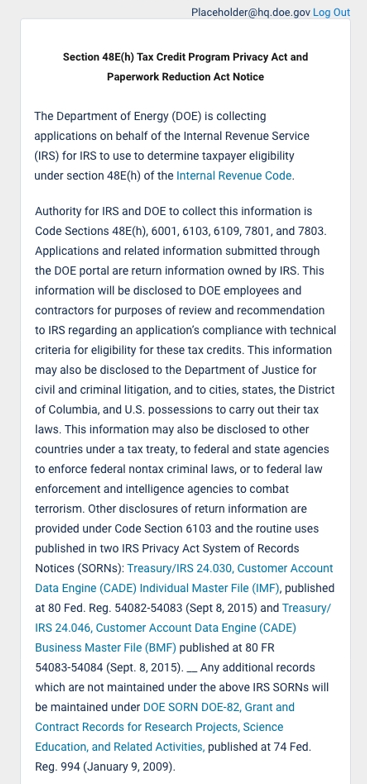 Placeholder@hq.doe.gov Log Out
Section 48E(h) Tax Credit Program Privacy Act and
Paperwork Reduction Act Notice
The Department of Energy (DOE) is collecting
applications on behalf of the Internal Revenue Service
(IRS) for IRS to use to determine taxpayer eligibility
under section 48E(h) of the Internal Revenue Code.
Authority for IRS and DOE to collect this information is
Code Sections 48E(h), 6001, 6103, 6109, 7801, and 7803.
Applications and related information submitted through
the DOE portal are return information owned by IRS. This
information will be disclosed to DOE employees and
contractors for purposes of review and recommendation
to IRS regarding an application’s compliance with technical
criteria for eligibility for these tax credits. This information
may also be disclosed to the Department of Justice for
civil and criminal litigation, and to cities, states, the District
of Columbia, and U.S. possessions to carry out their tax
laws. This information may also be disclosed to other
countries under a tax treaty, to federal and state agencies
to enforce federal nontax criminal laws, or to federal law
enforcement and intelligence agencies to combat
terrorism. Other disclosures of return information are
provided under Code Section 6103 and the routine uses
published in two IRS Privacy Act System of Records
Notices (SORNs): Treasury/IRS 24.030, Customer Account
Data Engine (CADE) Individual Master File (IMF), published
at 80 Fed. Reg. 54082-54083 (Sept 8, 2015) and Treasury/
IRS 24.046, Customer Account Data Engine (CADE)
Business Master File (BMF) published at 80 FR
54083-54084 (Sept. 8, 2015). __ Any additional records
which are not maintained under the above IRS SORNs will
be maintained under DOE SORN DOE-82, Grant and
Contract Records for Research Projects, Science
Education, and Related Activities, published at 74 Fed.
Reg. 994 (January 9, 2009).